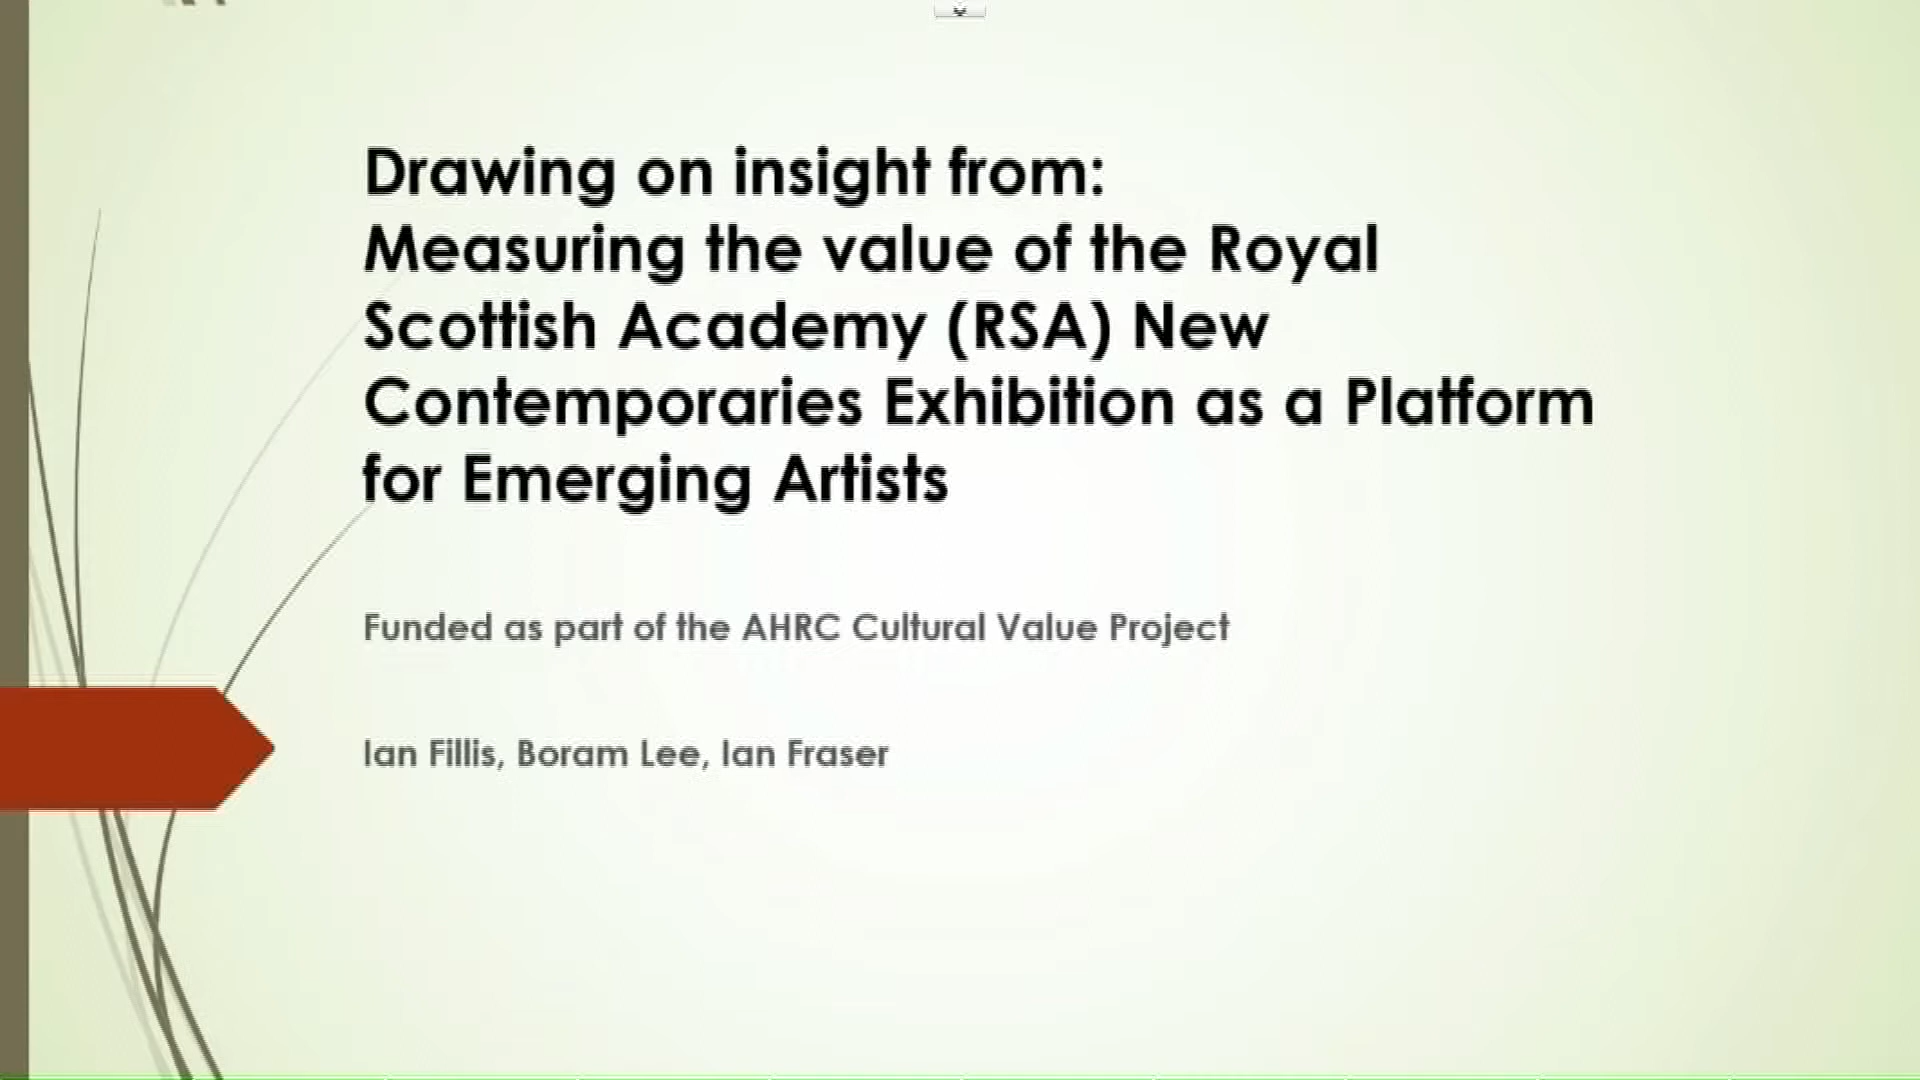 Drawing on insight from:
Measuring the value of the Royal
Scottish Academy (RSA) New
Contemporaries Exhibition as a Platform
for Emerging Artists
Funded as part of the AHRC Cultural Value Project
Ian Fillis, Boram Lee, Ian Fraser